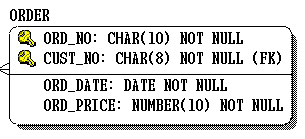 ORDER
ORD_NO: CHAR(10) NOT NULL
CUST_NO: CHAR(8) NOT NULL (FK)
ORD_DATE: DATE NOT NULL
ORD_PRICE: NUMBER(10) NOT NULL